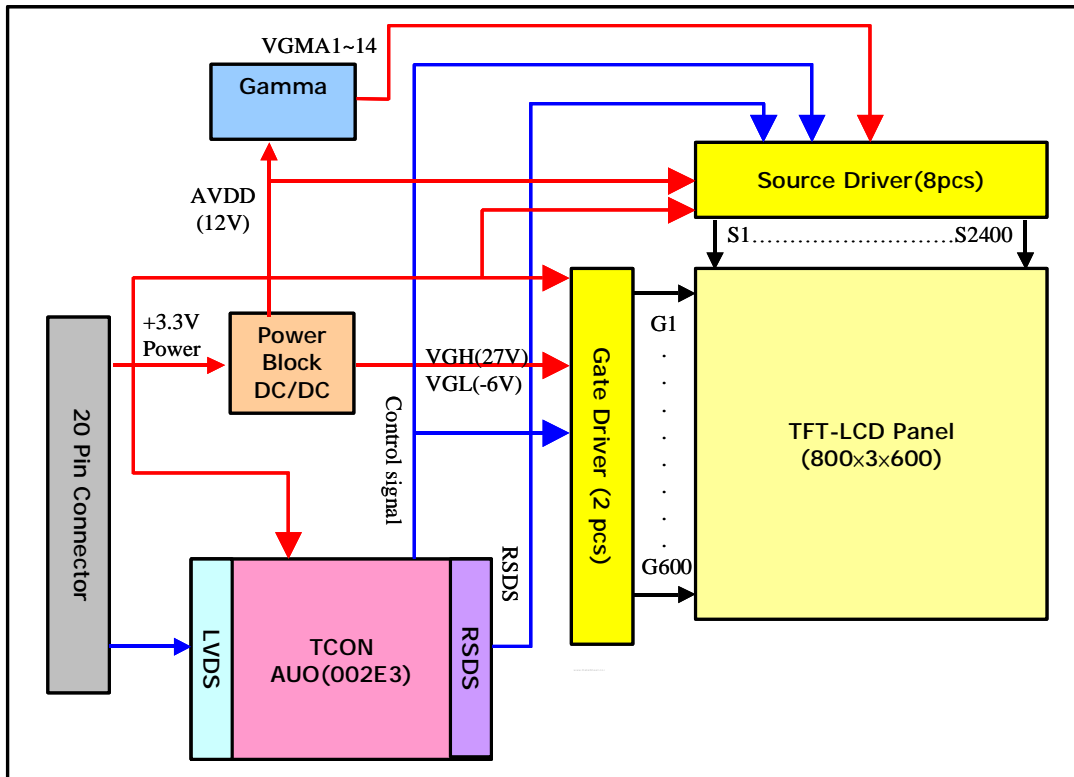 VGMA1~14
Gamma
AVDD
(12V)
Source Driver(8pcs)
S1............................S2400
+3.3V
Power
Power
Block
DC/DC
VGH(27V)
VGL(-6V)
G1
Gate Driver (2 pcs)
TFT-LCD Panel
(800×3×600)
20 Pin Connector
Control signal
G600
RSDS
LVDS
TCON
AUO(002E3)
RSDS